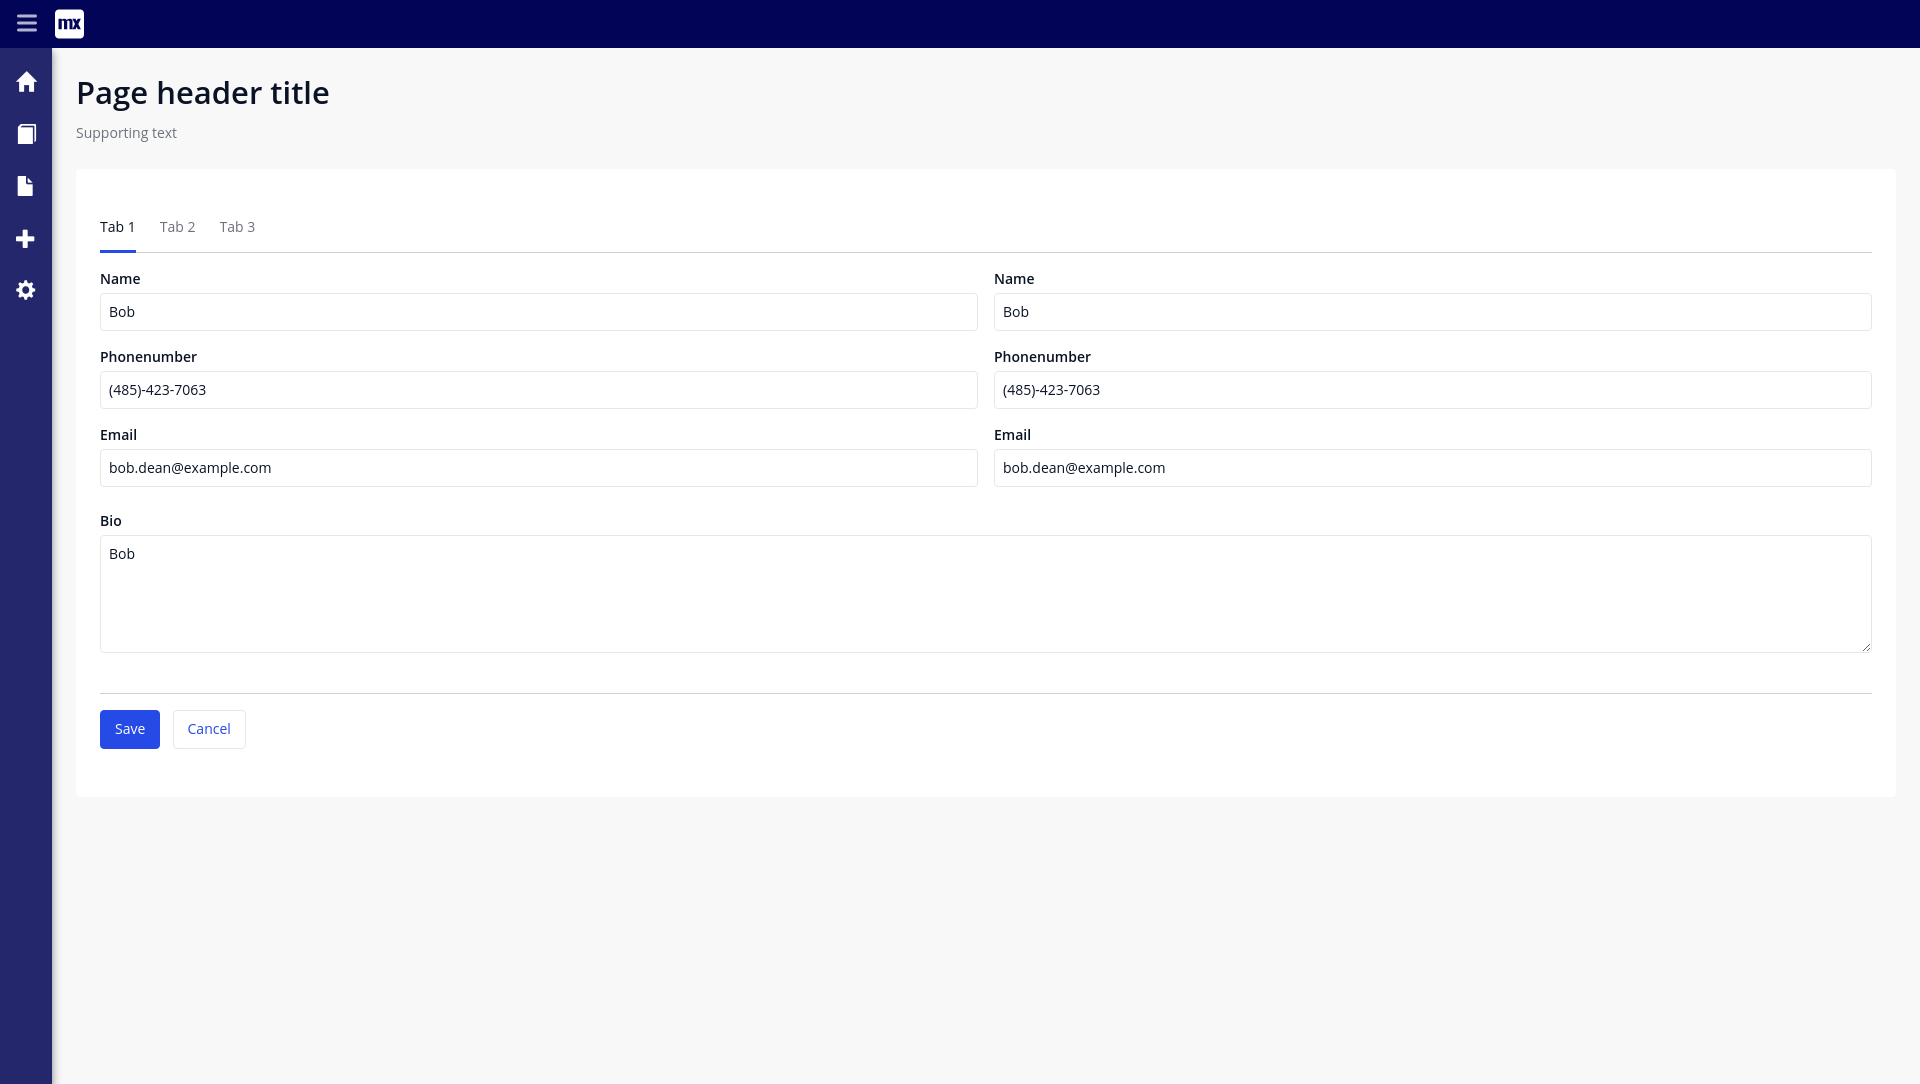 mx
Page header title
Supporting text
Tab 1 Tab 2 Tab 3
Name Name
Bob Bob
Phonenumber Phonenumber
(485)-423-7063 (485)-423-7063
Email Email
bob.dean@example.com bob.dean@example.com
Bio
Bob
Save Cancel